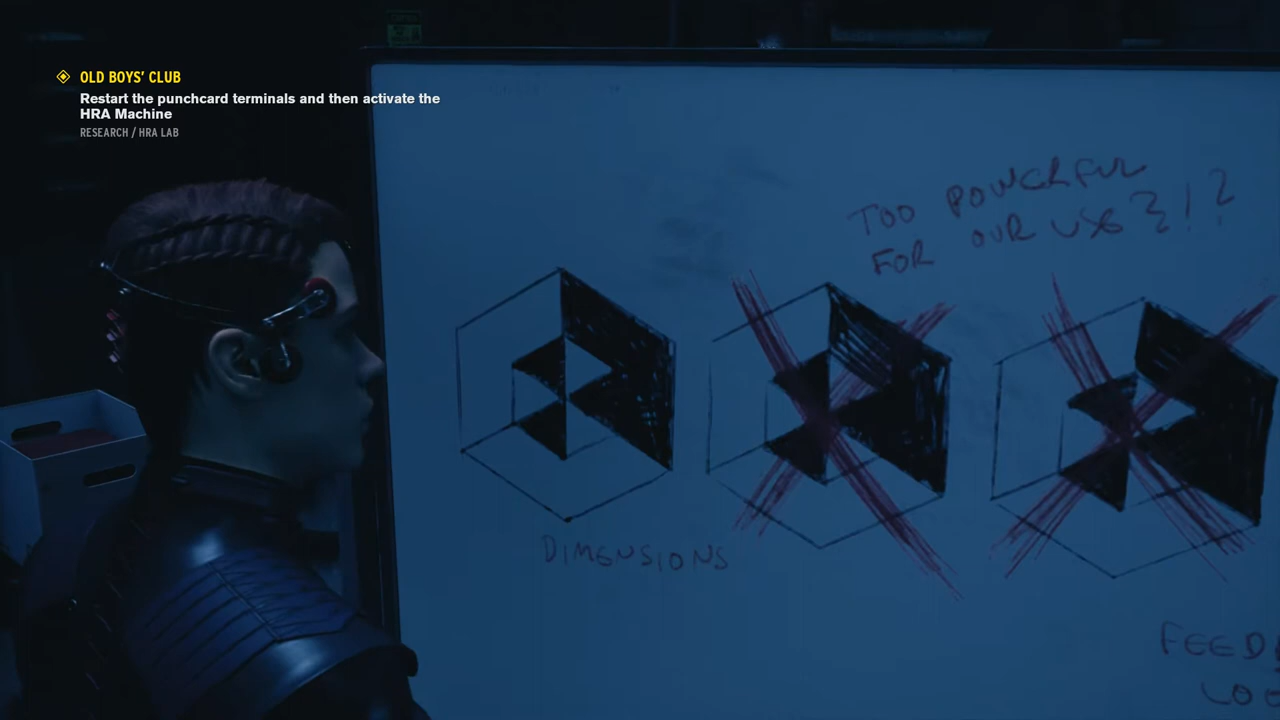 OLD BOYS' CLUB
Restart the punchcard terminals and then activate the
HRA Machine
RESEARCH / HRA LAB
TOO POWERFUL
FOR OUR USE !?
DIMENSIONS